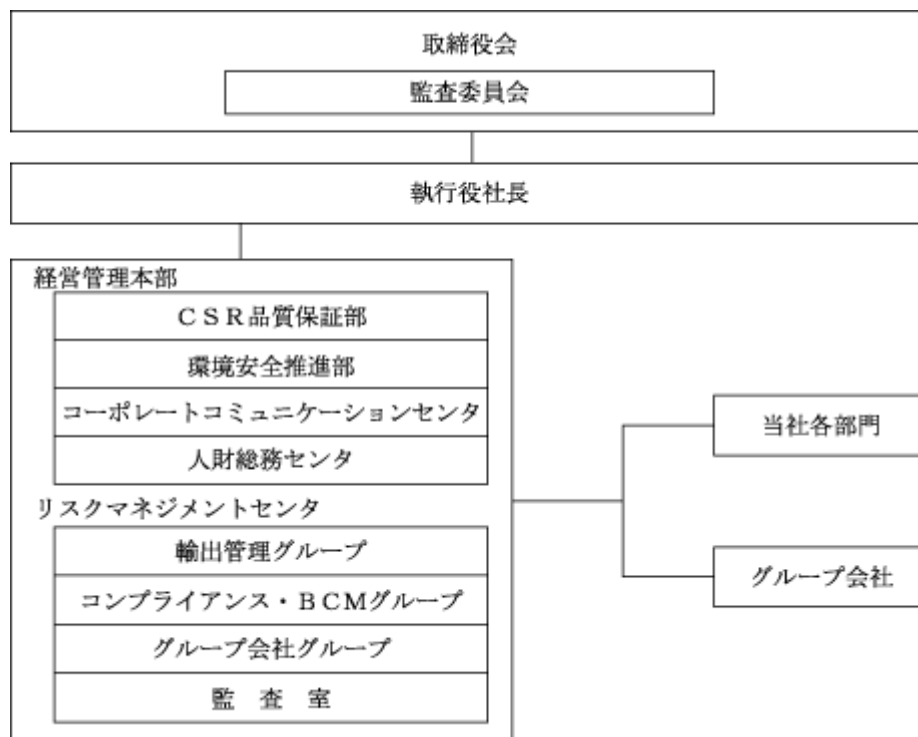 取締役会
監査委員会
執行役社長
経営管理本部
ＣＳＲ品質保証部
環境安全推進部
コーポレートコミュニケーションセンタ
人財総務センタ
リスクマネジメントセンタ
輸出管理グループ
コンプライアンス・ＢＣＭグループ
グループ会社グループ
監　査　室
当社各部門
グループ会社